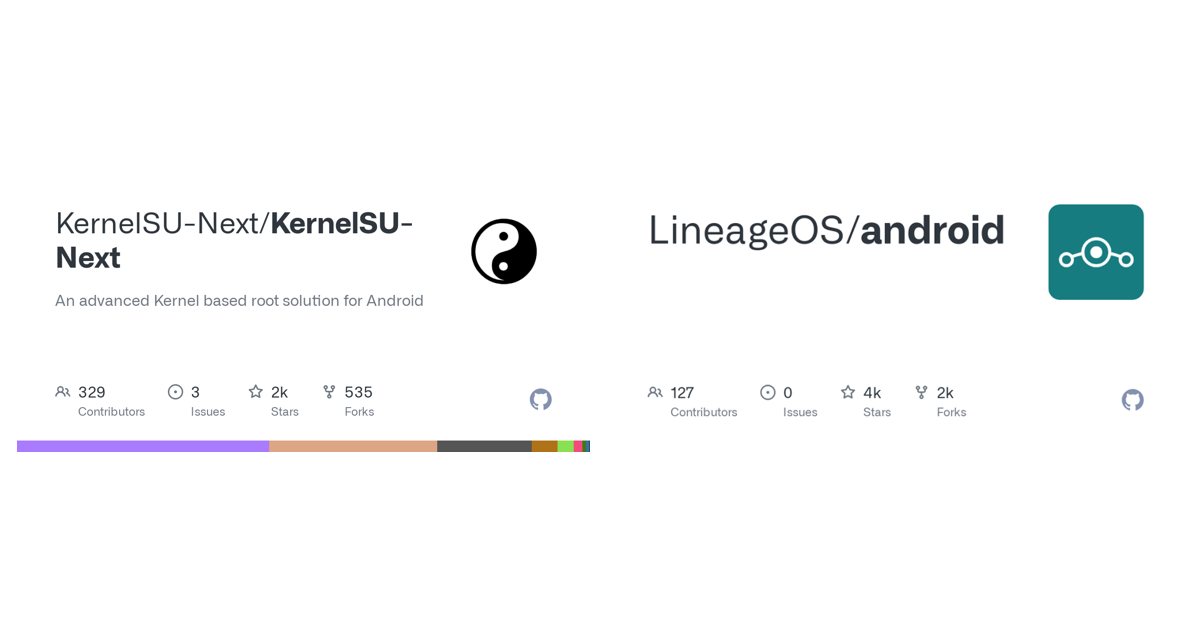 KernelSU-Next/KernelSU-
Next
An advanced Kernel based root solution for Android
329
Contributors
3
Issues
2k
Stars
535
Forks
LineageOS/android
127
Contributors
0
Issues
4k
Stars
2k
Forks